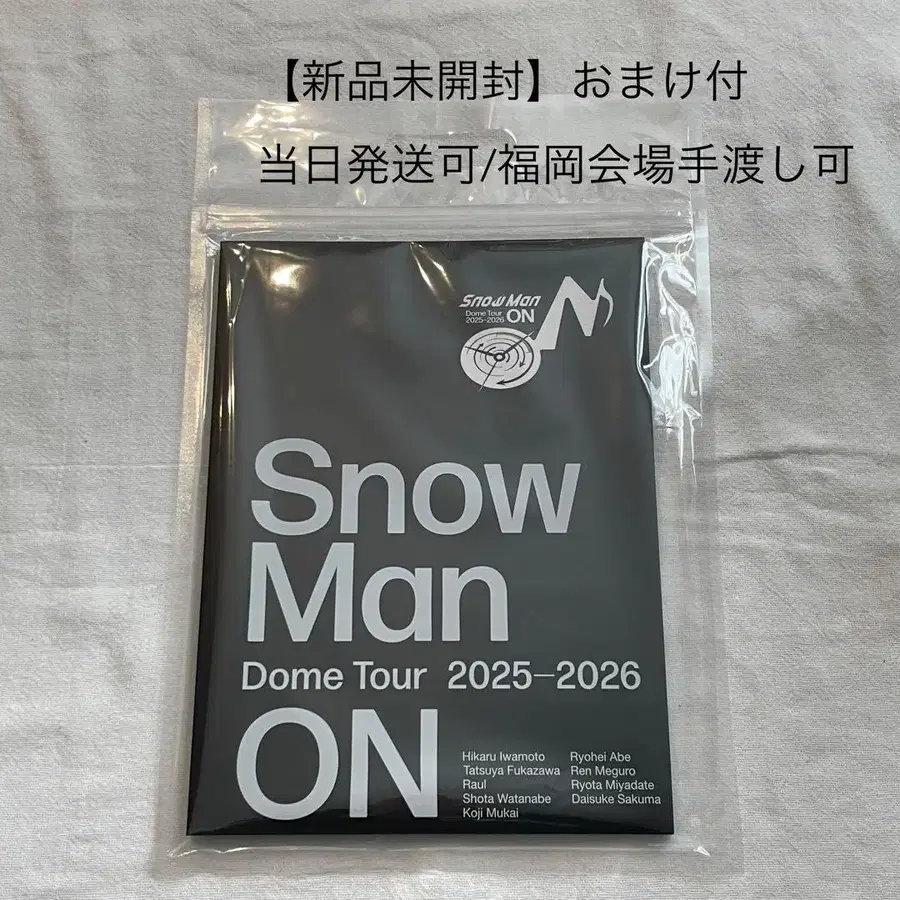 【新品未開封】おまけ付
当日発送可/福岡会場手渡し可
Snow Man
Dome Tour
2025-2026 ON
Snow
Man
Dome Tour 2025–2026
ON
Hikaru Iwamoto
Tatsuya Fukazawa
Raul
Shota Watanabe
Koji Mukai
Ryohei Abe
Ren Meguro
Ryota Miyadate
Daisuke Sakuma